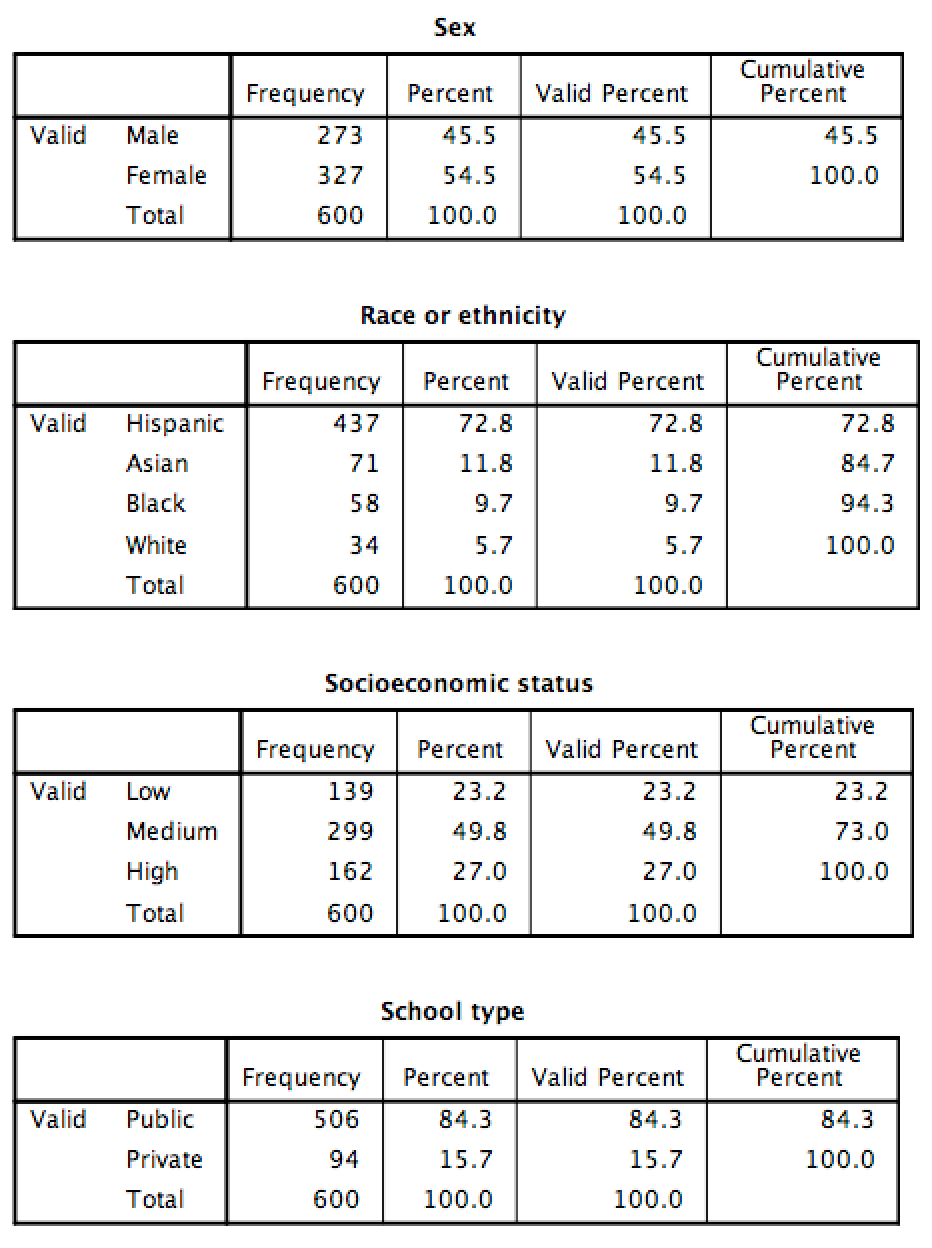 Sex
Frequency Percent Valid Percent Cumulative Percent
Valid Male 273 45.5 45.5 45.5
Female 327 54.5 54.5 100.0
Total 600 100.0 100.0
Race or ethnicity
Frequency Percent Valid Percent Cumulative Percent
Valid Hispanic 437 72.8 72.8 72.8
Asian 71 11.8 11.8 84.7
Black 58 9.7 9.7 94.3
White 34 5.7 5.7 100.0
Total 600 100.0 100.0
Socioeconomic status
Frequency Percent Valid Percent Cumulative Percent
Valid Low 139 23.2 23.2 23.2
Medium 299 49.8 49.8 73.0
High 162 27.0 27.0 100.0
Total 600 100.0 100.0
School type
Frequency Percent Valid Percent Cumulative Percent
Valid Public 506 84.3 84.3 84.3
Private 94 15.7 15.7 100.0
Total 600 100.0 100.0